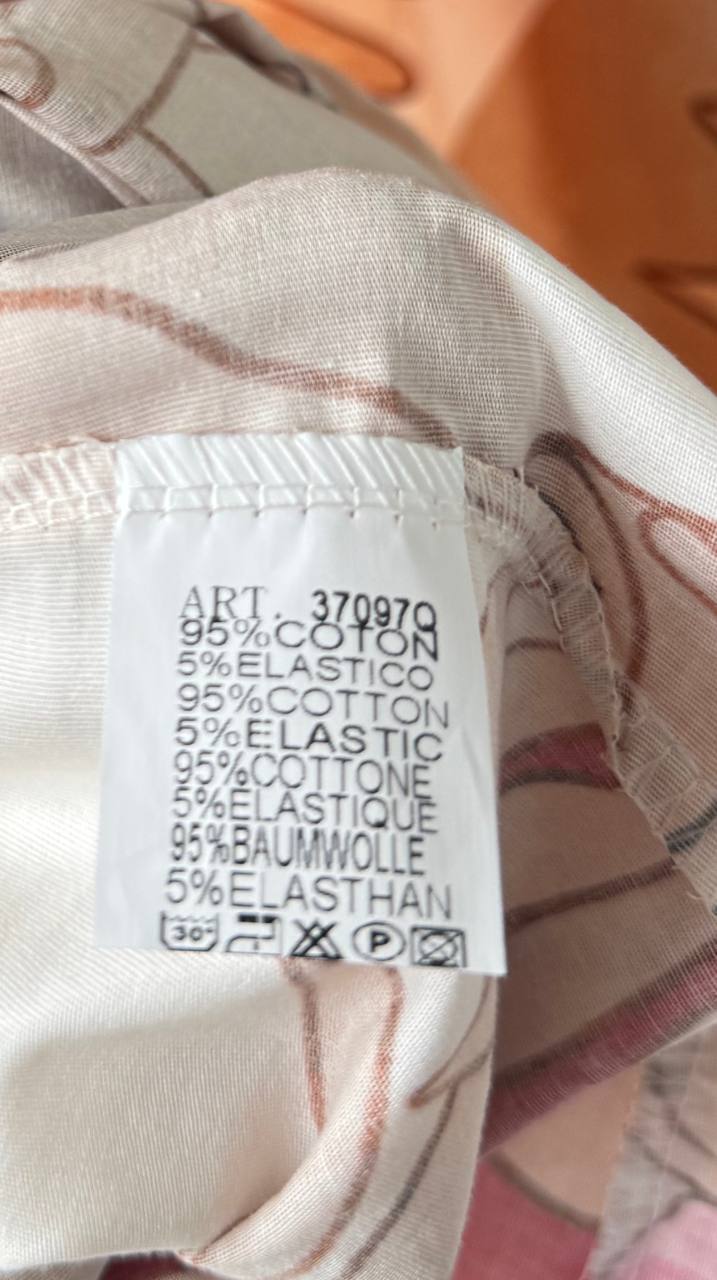 ART. 37097Q
95%COTON
5%ELASTICO
95%COTTON
5%ELASTIC
95%COTTONE
5%ELASTIQUE
95%BAUMWOLLE
5%ELASTHAN
30° P